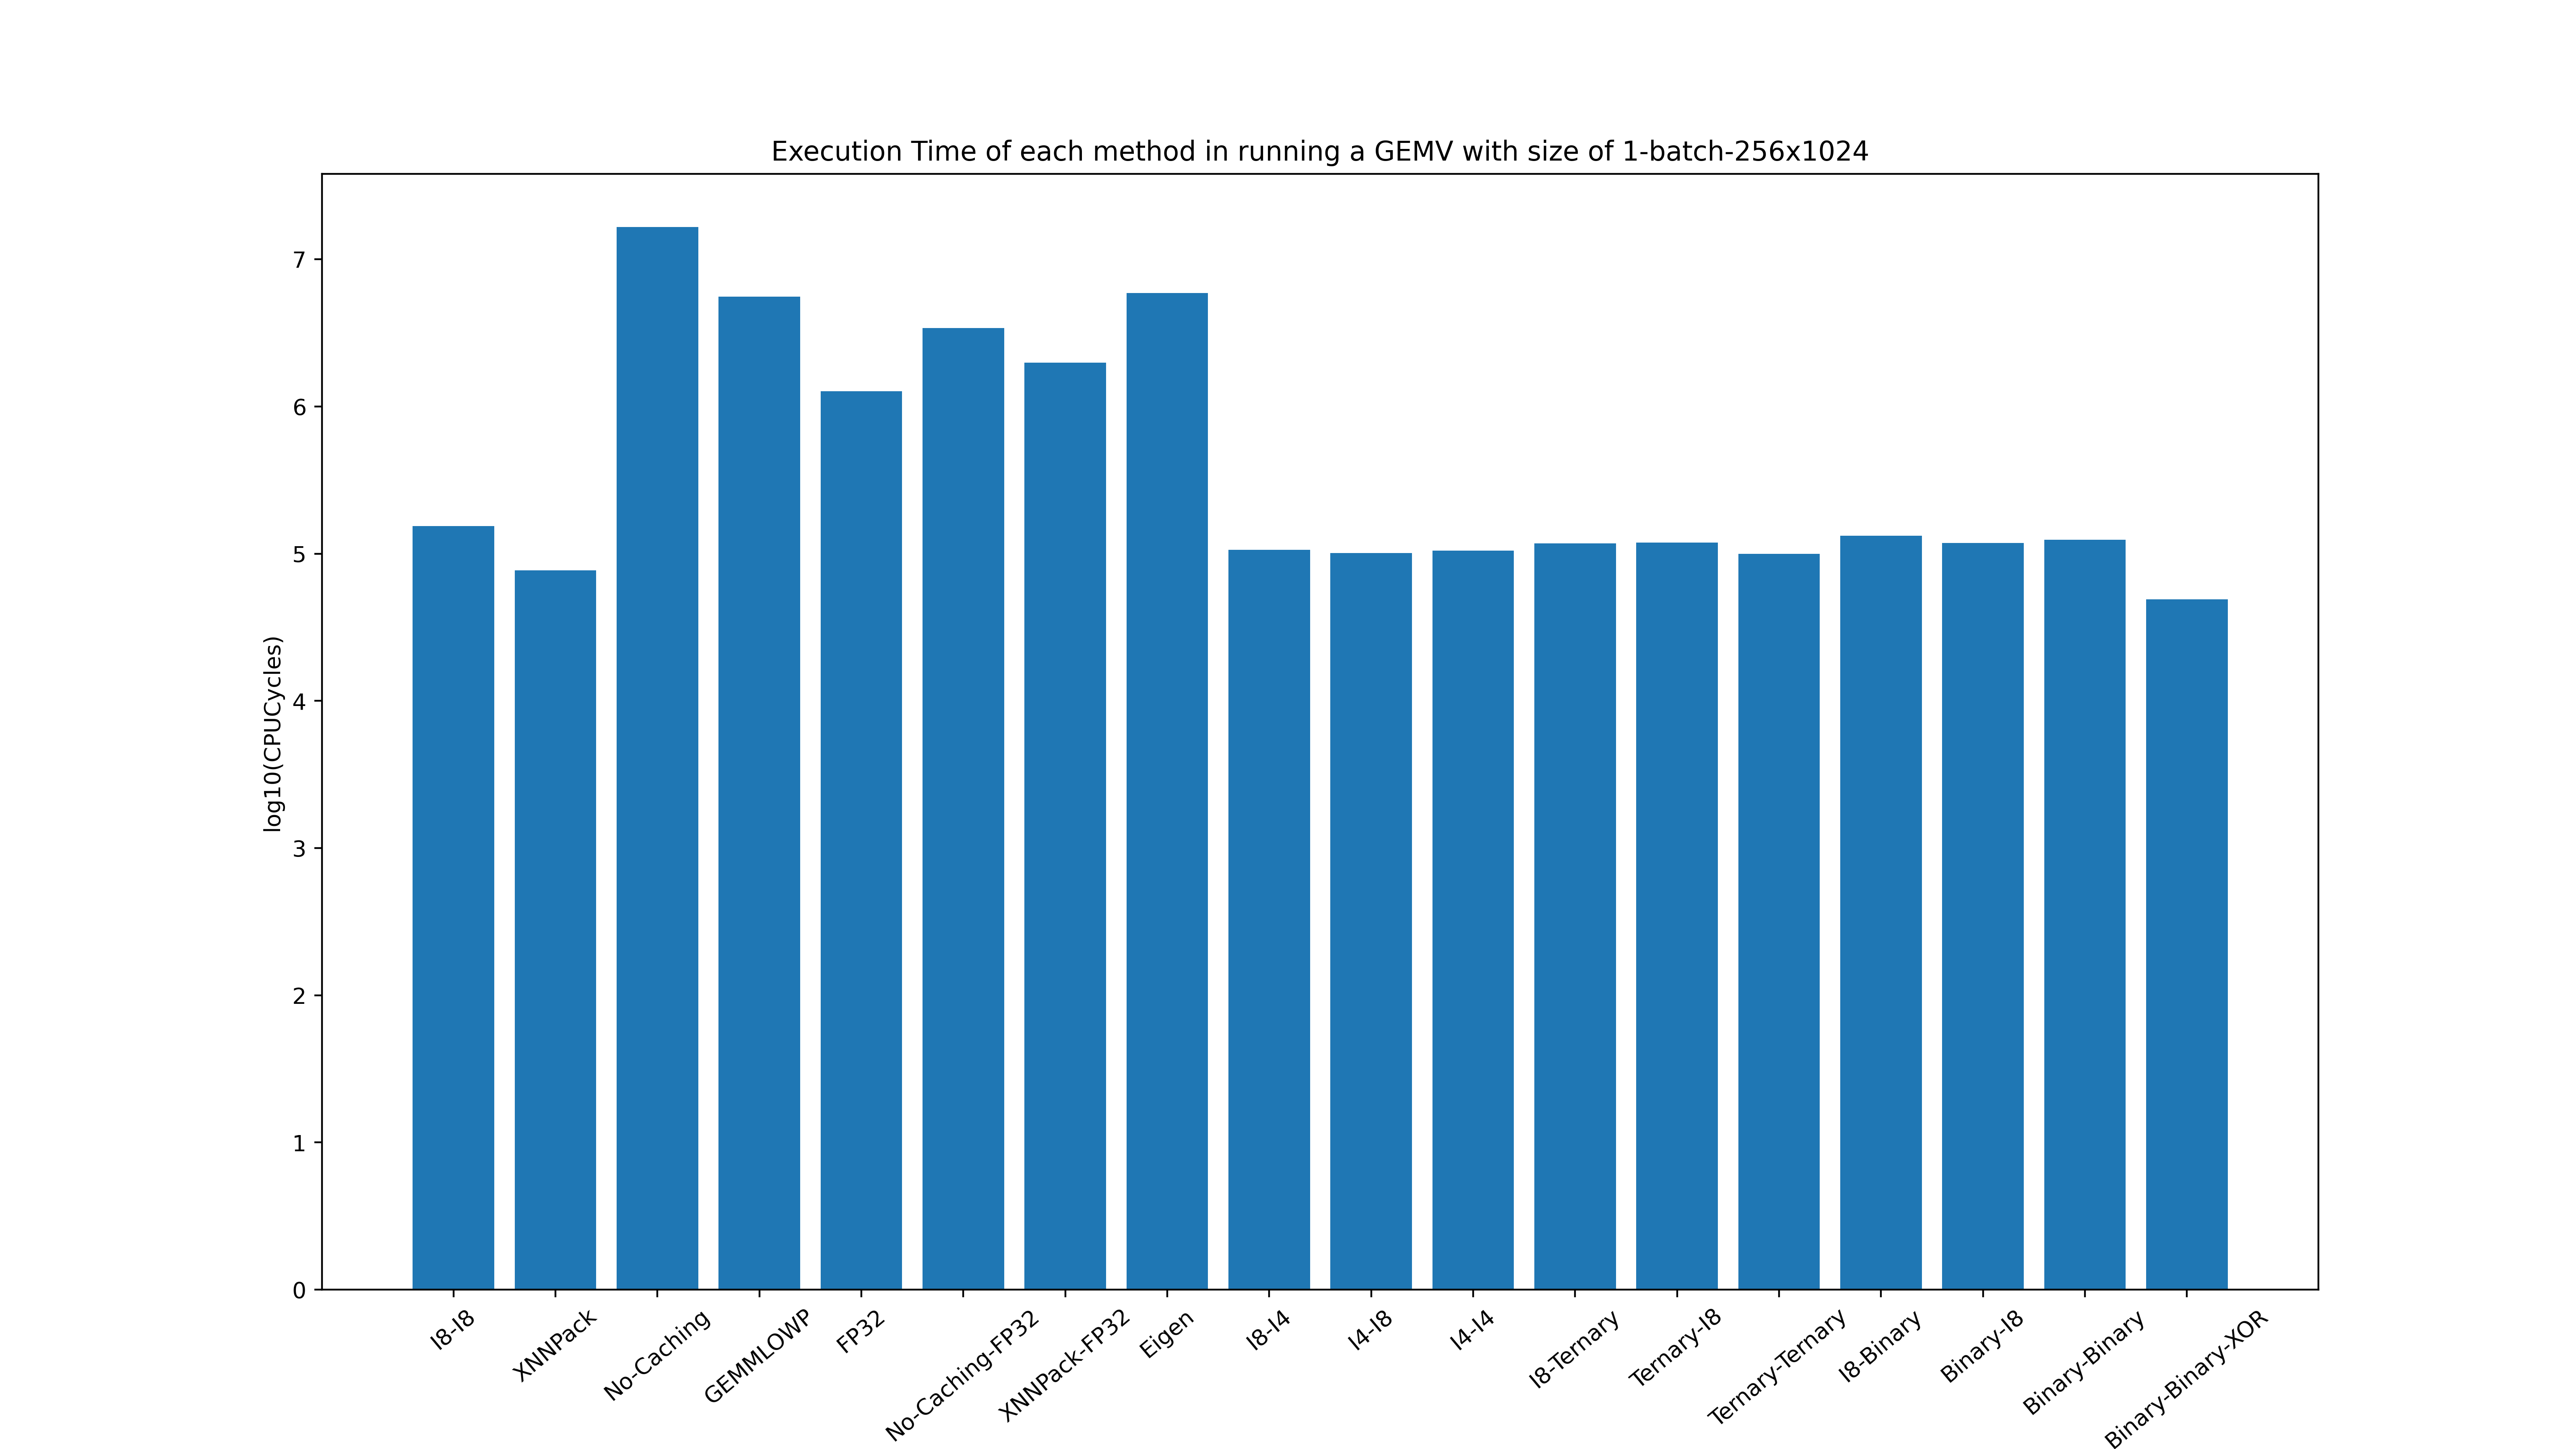 Execution Time of each method in running a GEMV with size of 1-batch-256x1024
log10(CPUCycles)
7
6
5
4
3
2
1
0
I8-I8
XNNPack
No-Caching
GEMMLOWP
FP32
No-Caching-FP32
XNNPack-FP32
Eigen
I8-I4
I4-I8
I4-I4
I8-Ternary
Ternary-I8
Ternary-Ternary
I8-Binary
Binary-I8
Binary-Binary
Binary-Binary-XOR